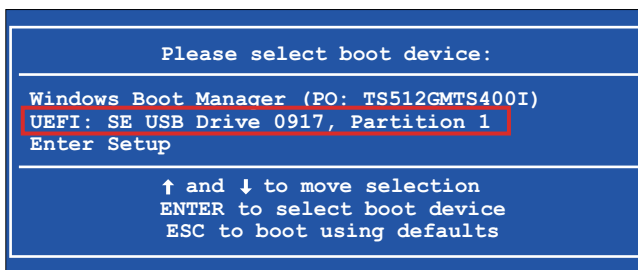 Please select boot device:
Windows Boot Manager (PO: TS512GMTS400I)
UEFI: SE USB Drive 0917, Partition 1
Enter Setup
↑ and ↓ to move selection
ENTER to select boot device
ESC to boot using defaults